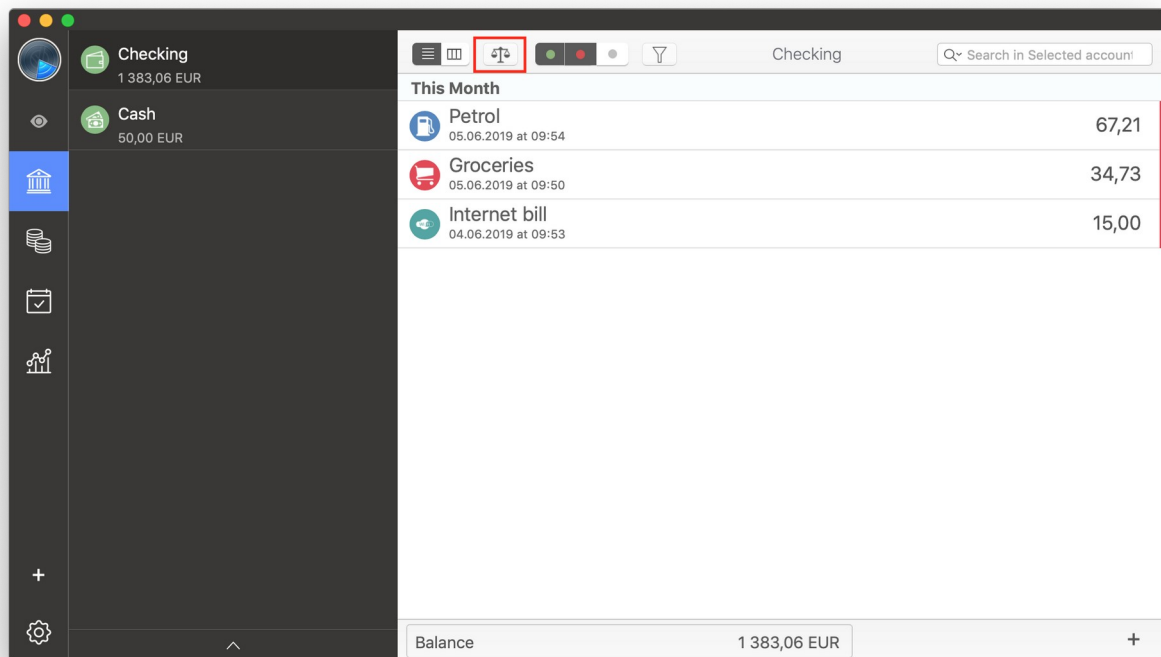 Checking
1 383,06 EUR
Cash
50,00 EUR
Checking
Search in Selected account
This Month
Petrol
05.06.2019 at 09:54
67,21
Groceries
05.06.2019 at 09:50
34,73
Internet bill
04.06.2019 at 09:53
15,00
Balance
1 383,06 EUR